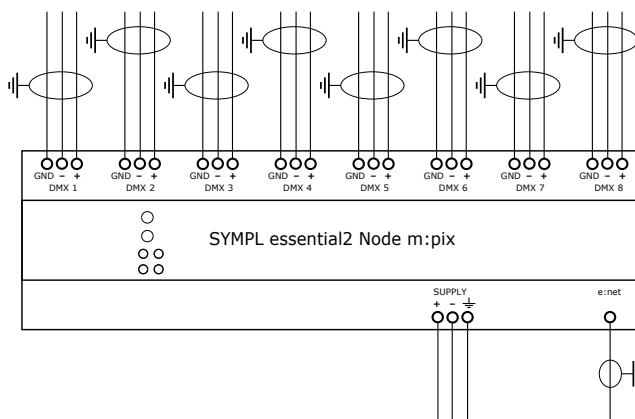 GND – + GND – + GND – + GND – + GND – + GND – + GND – + GND – +
DMX 1 DMX 2 DMX 3 DMX 4 DMX 5 DMX 6 DMX 7 DMX 8
SYMPL essential2 Node m:pix
SUPPLY e:net
+ –